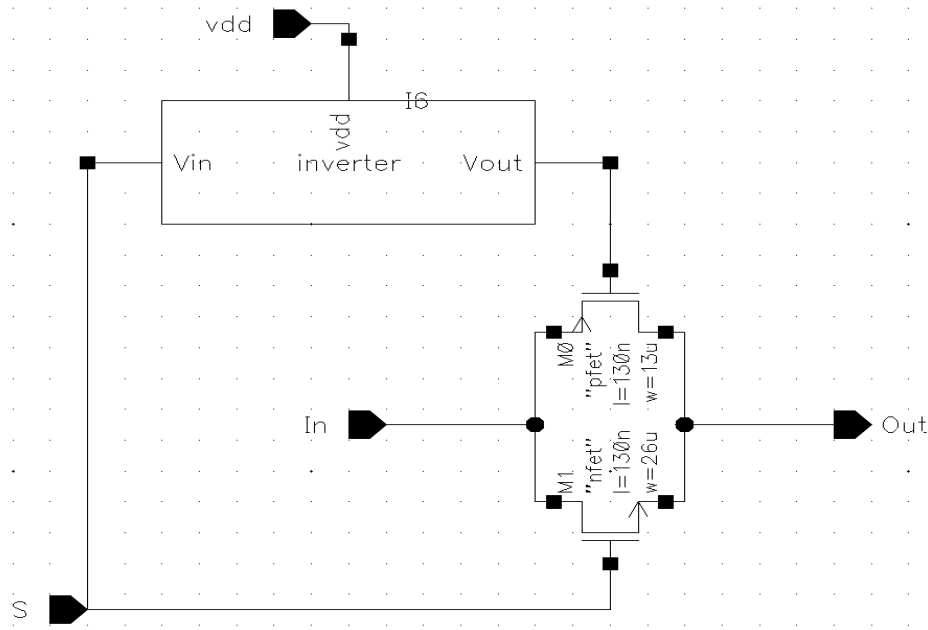 vdd
I6
vdd
Vin
inverter
Vout
M0
"pfet"
l=130n
w=13u
In
Out
M1
"nfet"
l=130n
w=26u
S